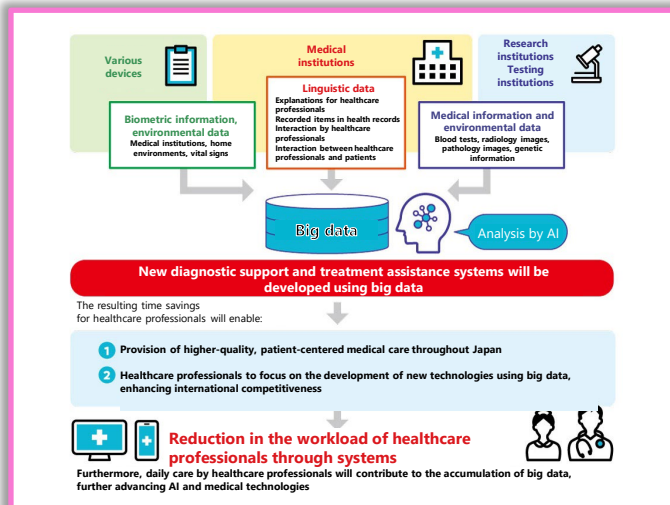 Various
devices
Medical
institutions
Research
institutions
Testing
institutions
Biometric information,
environmental data
Medical institutions, home
environments, vital signs
Linguistic data
Explanations for healthcare
professionals
Recorded items in health records
Interaction by healthcare
professionals
Interaction between healthcare
professionals and patients
Medical information and
environmental data
Blood tests, radiology images,
pathology images, genetic
information
Big data
Analysis by AI
New diagnostic support and treatment assistance systems will be
developed using big data
The resulting time savings
for healthcare professionals will enable:
1 Provision of higher-quality, patient-centered medical care throughout Japan
2 Healthcare professionals to focus on the development of new technologies using big data,
enhancing international competitiveness
Reduction in the workload of healthcare
professionals through systems
Furthermore, daily care by healthcare professionals will contribute to the accumulation of big data,
further advancing AI and medical technologies